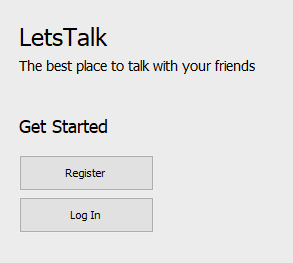 LetsTalk
The best place to talk with your friends
Get Started
Register
Log In